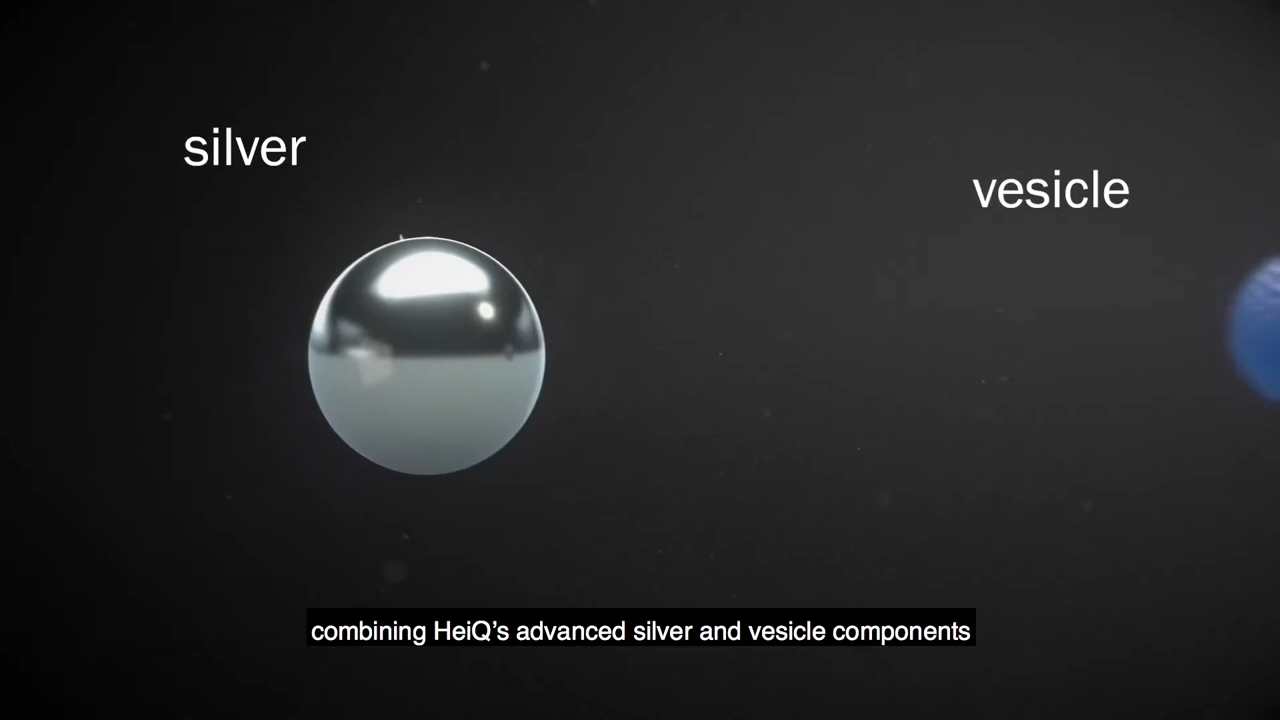 silver
vesicle
combining HeiQ’s advanced silver and vesicle components